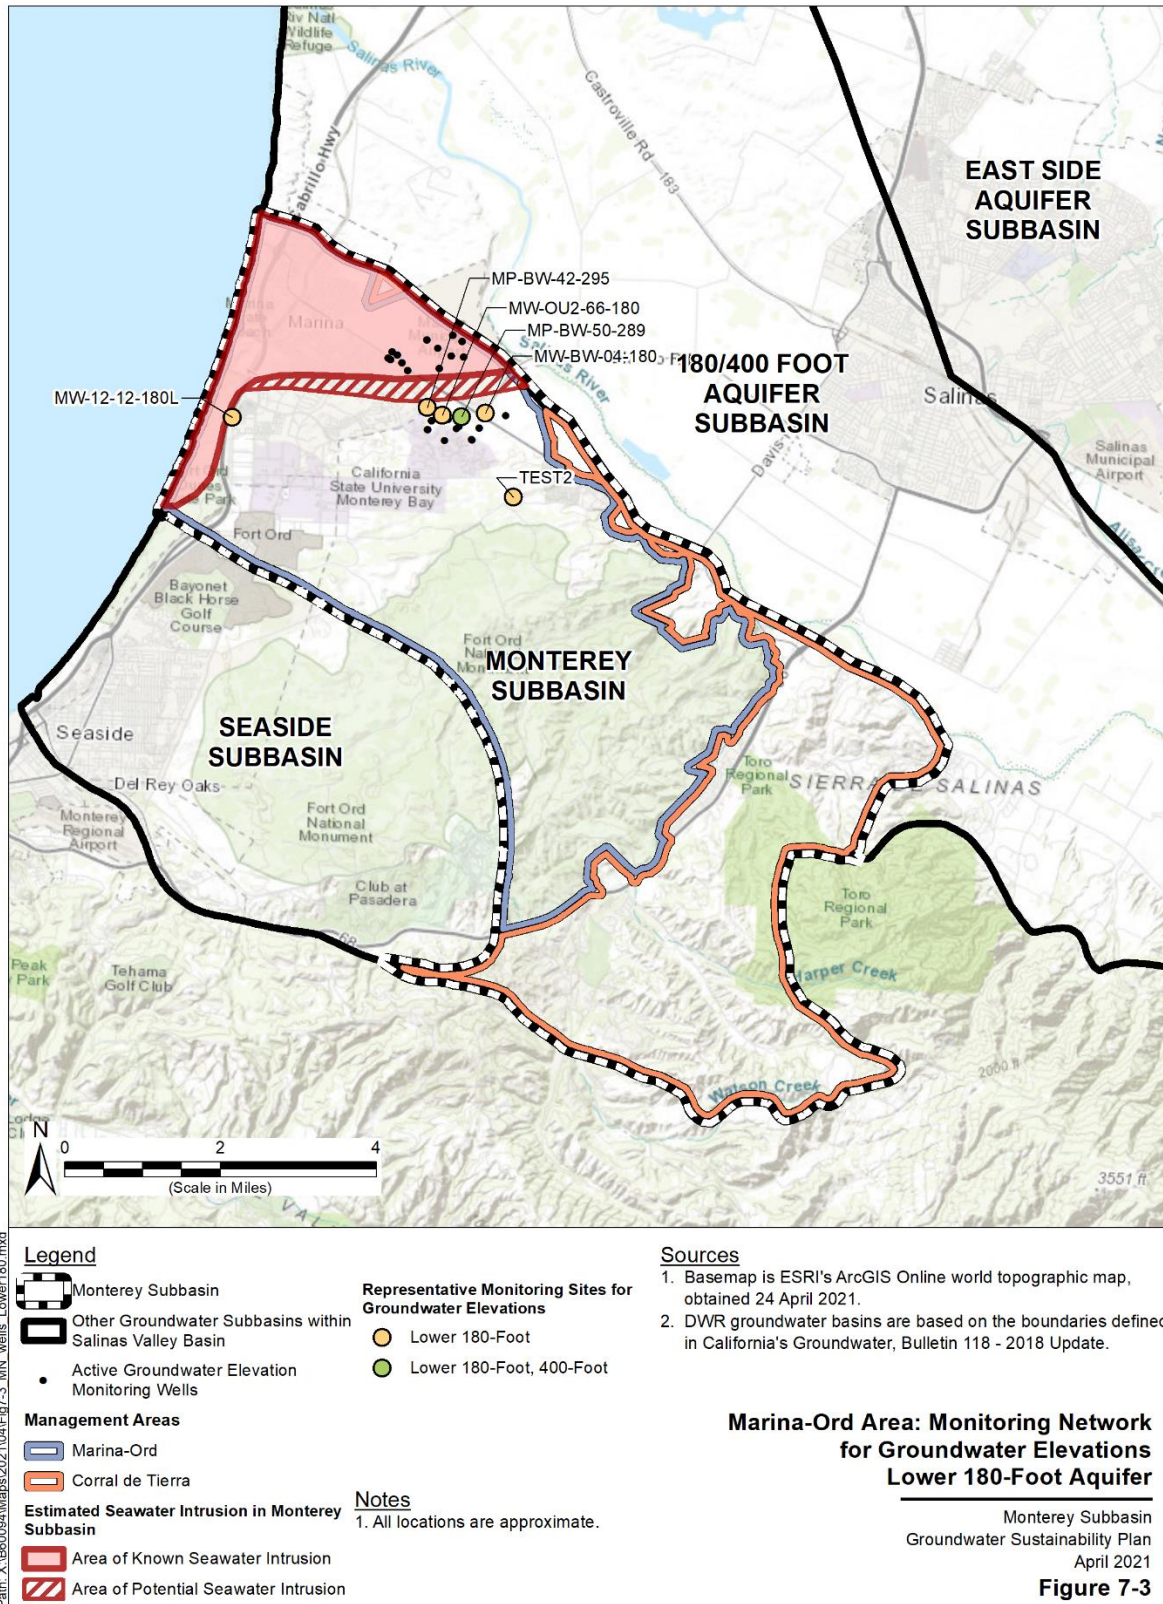 Riv Natl
Wildlife
Refuge
Salinas River
Castroville Rd
183
Cabrillo Hwy
EAST SIDE
AQUIFER
SUBBASIN
MP-BW-42-295
MW-OU2-66-180
MP-BW-50-289
MW-BW-04-180
Marina
Salinas River
180/400 FOOT
AQUIFER
SUBBASIN
MW-12-12-180L
Salinas
Salinas
Municipal
Airport
Davis
TEST2
California
State University
Monterey Bay
Park
Fort Ord
Bayonet
Black Horse
Golf
Course
Fort Ord
MONTEREY
SUBBASIN
SEASIDE
SUBBASIN
Seaside
Del Rey Oaks
Monterey
Regional
Airport
Fort Ord
National
Monument
Toro
Regional
Park
SIERRA DE SALINAS
Club at
Pasadera
Toro
Regional
Park
68
Peak
Park
Tehama
Golf Club
Harper Creek
Watson Creek
2000 ft
3551 ft
N
0 2 4
(Scale in Miles)
Legend
Monterey Subbasin
Other Groundwater Subbasins within
Salinas Valley Basin
Active Groundwater Elevation
Monitoring Wells
Management Areas
Marina-Ord
Corral de Tierra
Estimated Seawater Intrusion in Monterey
Subbasin
Area of Known Seawater Intrusion
Area of Potential Seawater Intrusion
Representative Monitoring Sites for
Groundwater Elevations
Lower 180-Foot
Lower 180-Foot, 400-Foot
Notes
1. All locations are approximate.
Sources
1. Basemap is ESRI's ArcGIS Online world topographic map,
obtained 24 April 2021.
2. DWR groundwater basins are based on the boundaries defined
in California's Groundwater, Bulletin 118 - 2018 Update.
Marina-Ord Area: Monitoring Network
for Groundwater Elevations
Lower 180-Foot Aquifer
Monterey Subbasin
Groundwater Sustainability Plan
April 2021
Figure 7-3